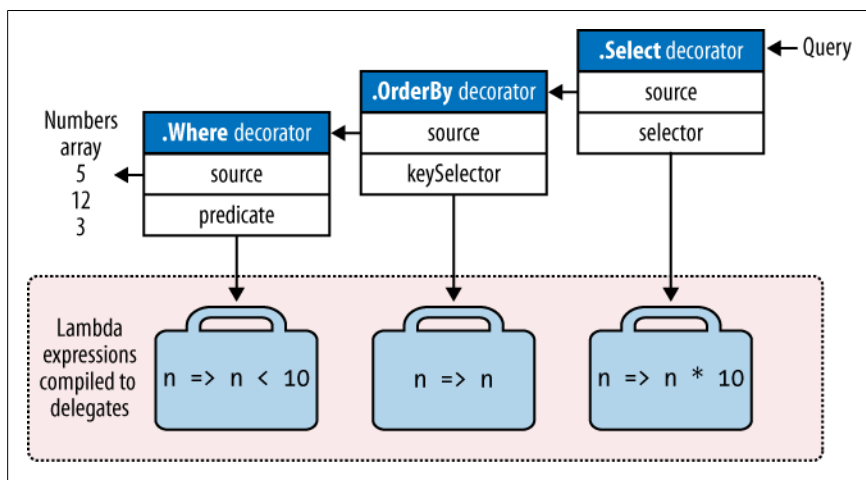 .Select decorator
Query
source
selector
.OrderBy decorator
source
keySelector
Numbers
array
5
12
3
.Where decorator
source
predicate
Lambda
expressions
compiled to
delegates
n => n < 10
n => n
n => n * 10